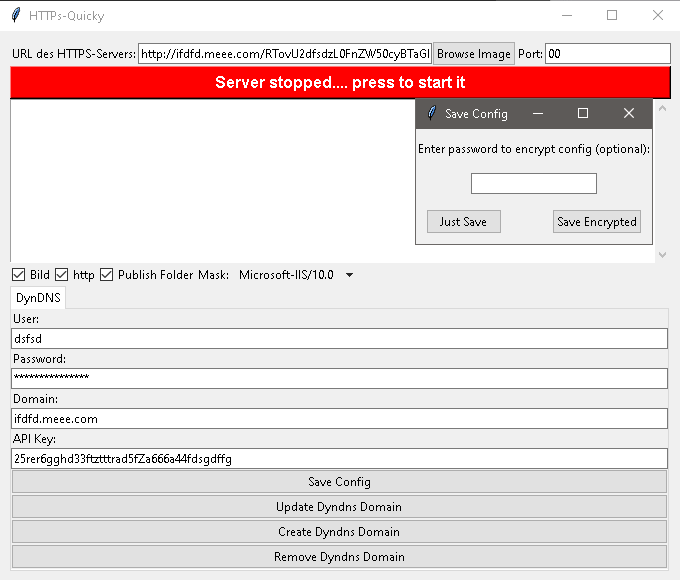 HTTPs-Quicky
URL des HTTPS-Servers: http://ifdfd.meee.com/RTovU2dfsdzL0FnZW50cyBTaGl Browse Image Port: 00
Server stopped.... press to start it
Save Config
Enter password to encrypt config (optional):
Just Save Save Encrypted
Bild http Publish Folder Mask: Microsoft-IIS/10.0
DynDNS
User:
dsfsd
Password:
***************
Domain:
ifdfd.meee.com
API Key:
25rer6gghd33ftztttrad5fZa666a44fdsgdffg
Save Config
Update Dyndns Domain
Create Dyndns Domain
Remove Dyndns Domain